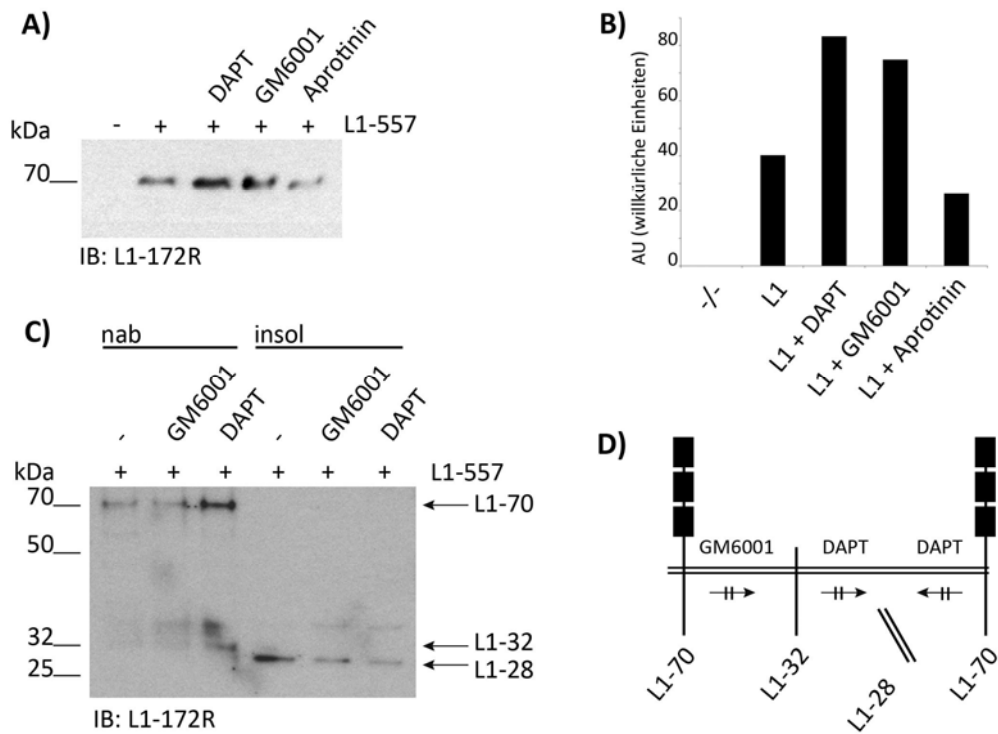 A)
DAPT
GM6001
Aprotinin
kDa
- + + + + L1-557
70
IB: L1-172R
B)
AU (willkürliche Einheiten)
80
60
40
20
0
-/-
L1
L1 + DAPT
L1 + GM6001
L1 + Aprotinin
C)
nab insol
- GM6001 DAPT - GM6001 DAPT
kDa + + + + + + L1-557
70
L1-70
50
32
L1-32
25
L1-28
IB: L1-172R
D)
GM6001 DAPT DAPT
L1-70
L1-32
L1-28
L1-70